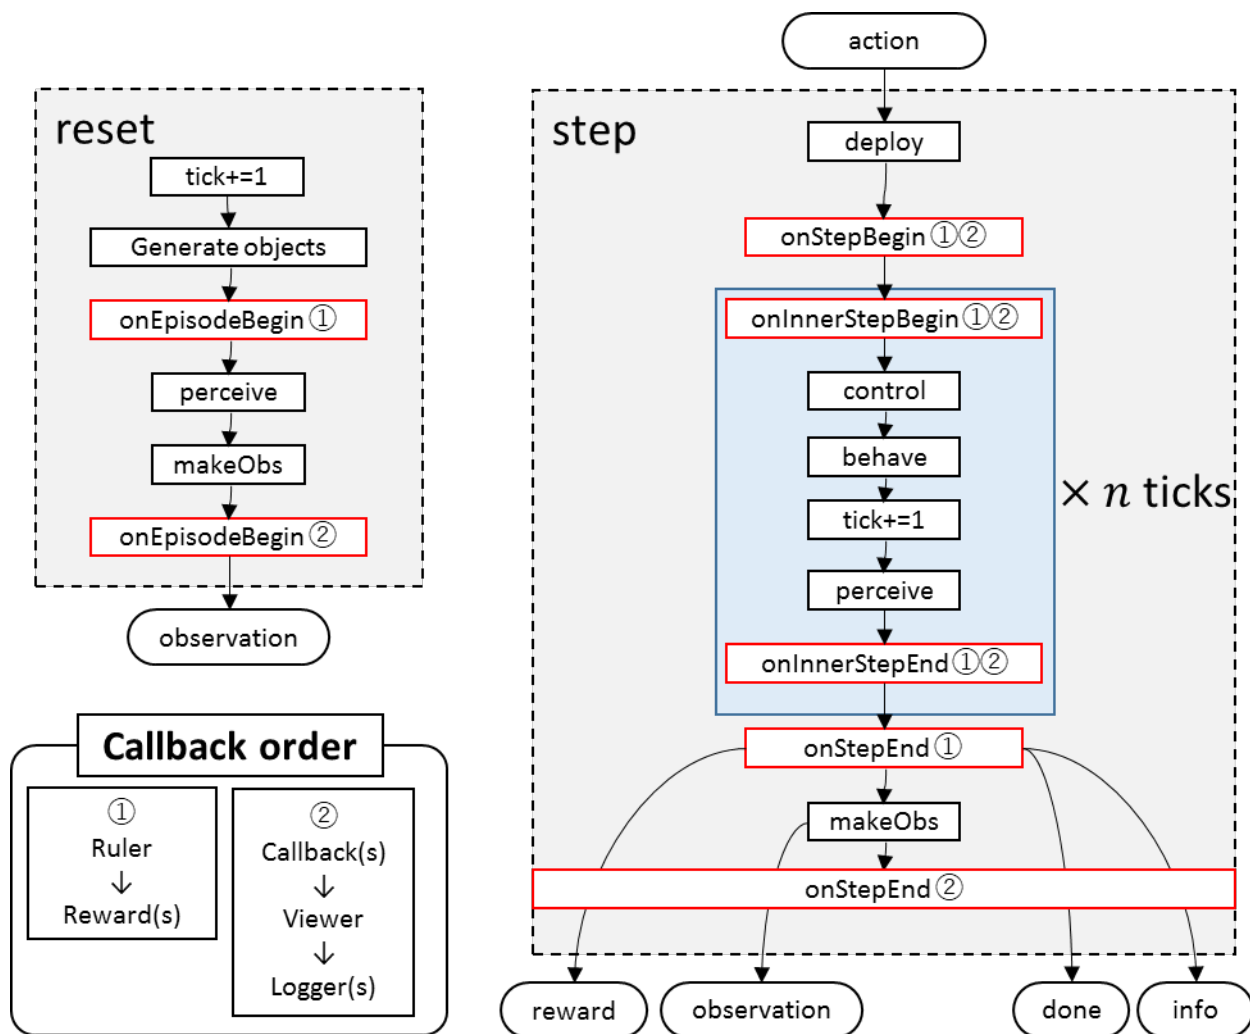 reset
tick+=1
Generate objects
onEpisodeBegin①
perceive
makeObs
onEpisodeBegin②
observation
Callback order
①
Ruler
↓
Reward(s)
②
Callback(s)
↓
Viewer
↓
Logger(s)
action
step
deploy
onStepBegin①②
onInnerStepBegin①②
control
behave
tick+=1
perceive
onInnerStepEnd①②
× n ticks
onStepEnd①
makeObs
onStepEnd②
reward
observation
done
info